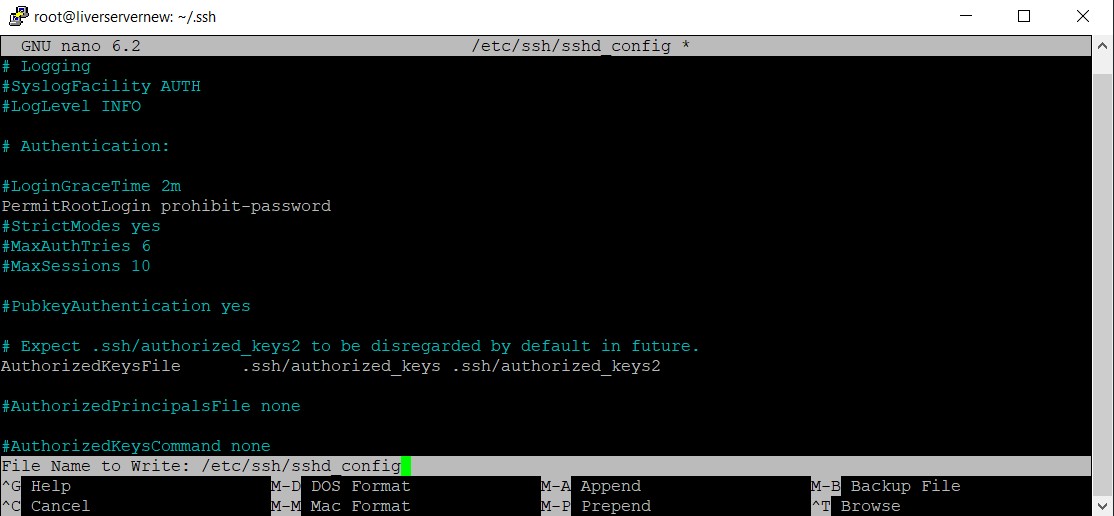 root@liverservernew: ~/.ssh
GNU nano 6.2 /etc/ssh/sshd_config *
# Logging
#SyslogFacility AUTH
#LogLevel INFO
# Authentication:
#LoginGraceTime 2m
PermitRootLogin prohibit-password
#StrictModes yes
#MaxAuthTries 6
#MaxSessions 10
#PubkeyAuthentication yes
# Expect .ssh/authorized_keys2 to be disregarded by default in future.
AuthorizedKeysFile .ssh/authorized_keys .ssh/authorized_keys2
#AuthorizedPrincipalsFile none
#AuthorizedKeysCommand none
File Name to Write: /etc/ssh/sshd_config
^G Help M-D DOS Format M-A Append M-B Backup File
^C Cancel M-M Mac Format M-P Prepend ^T Browse